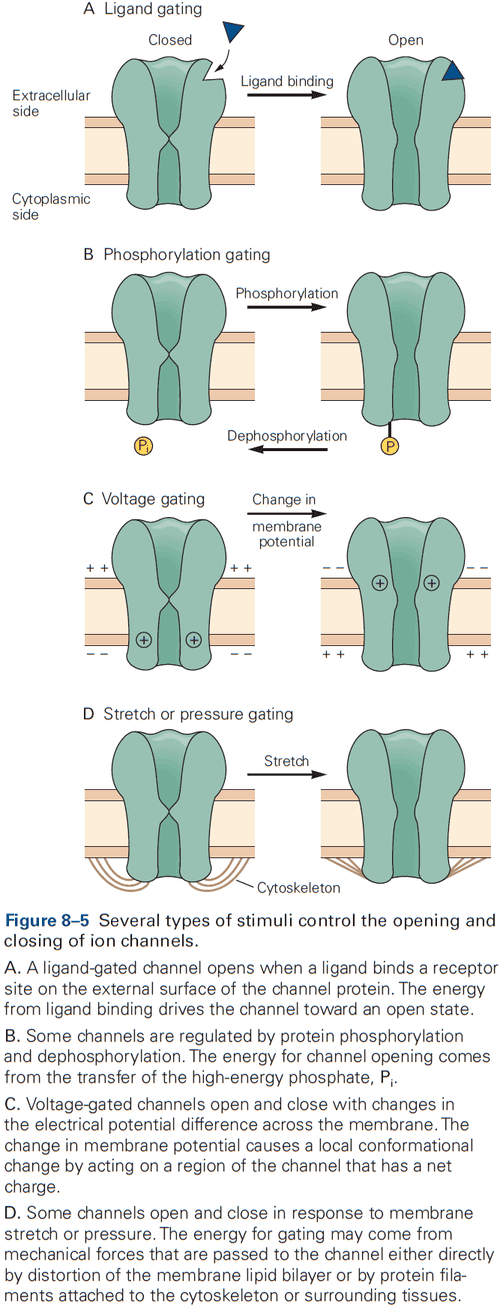 A Ligand gating
Closed
Open
Extracellular
side
Ligand binding
Cytoplasmic
side
B Phosphorylation gating
Phosphorylation
Dephosphorylation
Pi
P
C Voltage gating
Change in
membrane
potential
+ +
+ +
– –
– –
+
+
+
+
– –
– –
+ +
+ +
D Stretch or pressure gating
Stretch
Cytoskeleton
Figure 8–5 Several types of stimuli control the opening and
closing of ion channels.
A. A ligand-gated channel opens when a ligand binds a receptor
site on the external surface of the channel protein. The energy
from ligand binding drives the channel toward an open state.
B. Some channels are regulated by protein phosphorylation
and dephosphorylation. The energy for channel opening comes
from the transfer of the high-energy phosphate, Pi.
C. Voltage-gated channels open and close with changes in
the electrical potential difference across the membrane. The
change in membrane potential causes a local conformational
change by acting on a region of the channel that has a net
charge.
D. Some channels open and close in response to membrane
stretch or pressure. The energy for gating may come from
mechanical forces that are passed to the channel either directly
by distortion of the membrane lipid bilayer or by protein fila-
ments attached to the cytoskeleton or surrounding tissues.